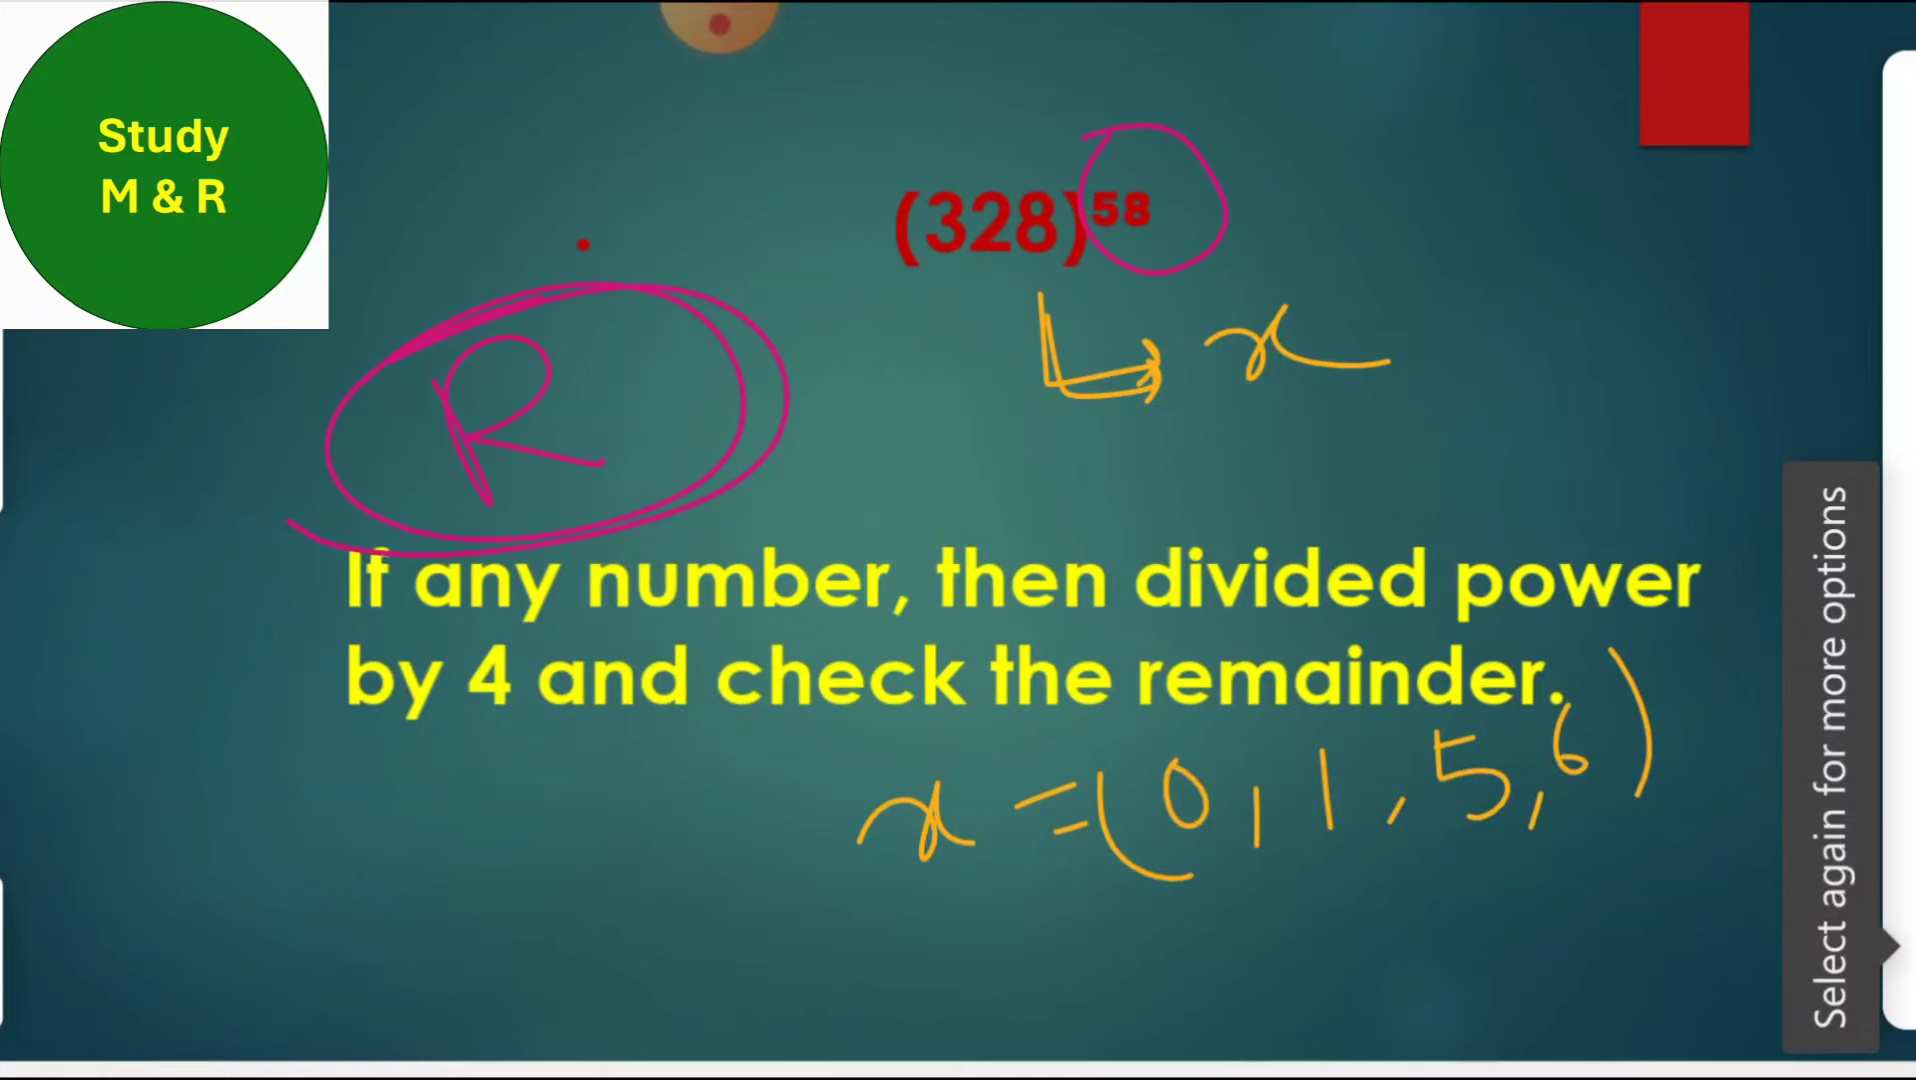 Study
M & R
(328)⁵⁸
x
R
If any number, then divided power
by 4 and check the remainder.
x = (0, 1, 5, 6)
Select again for more options